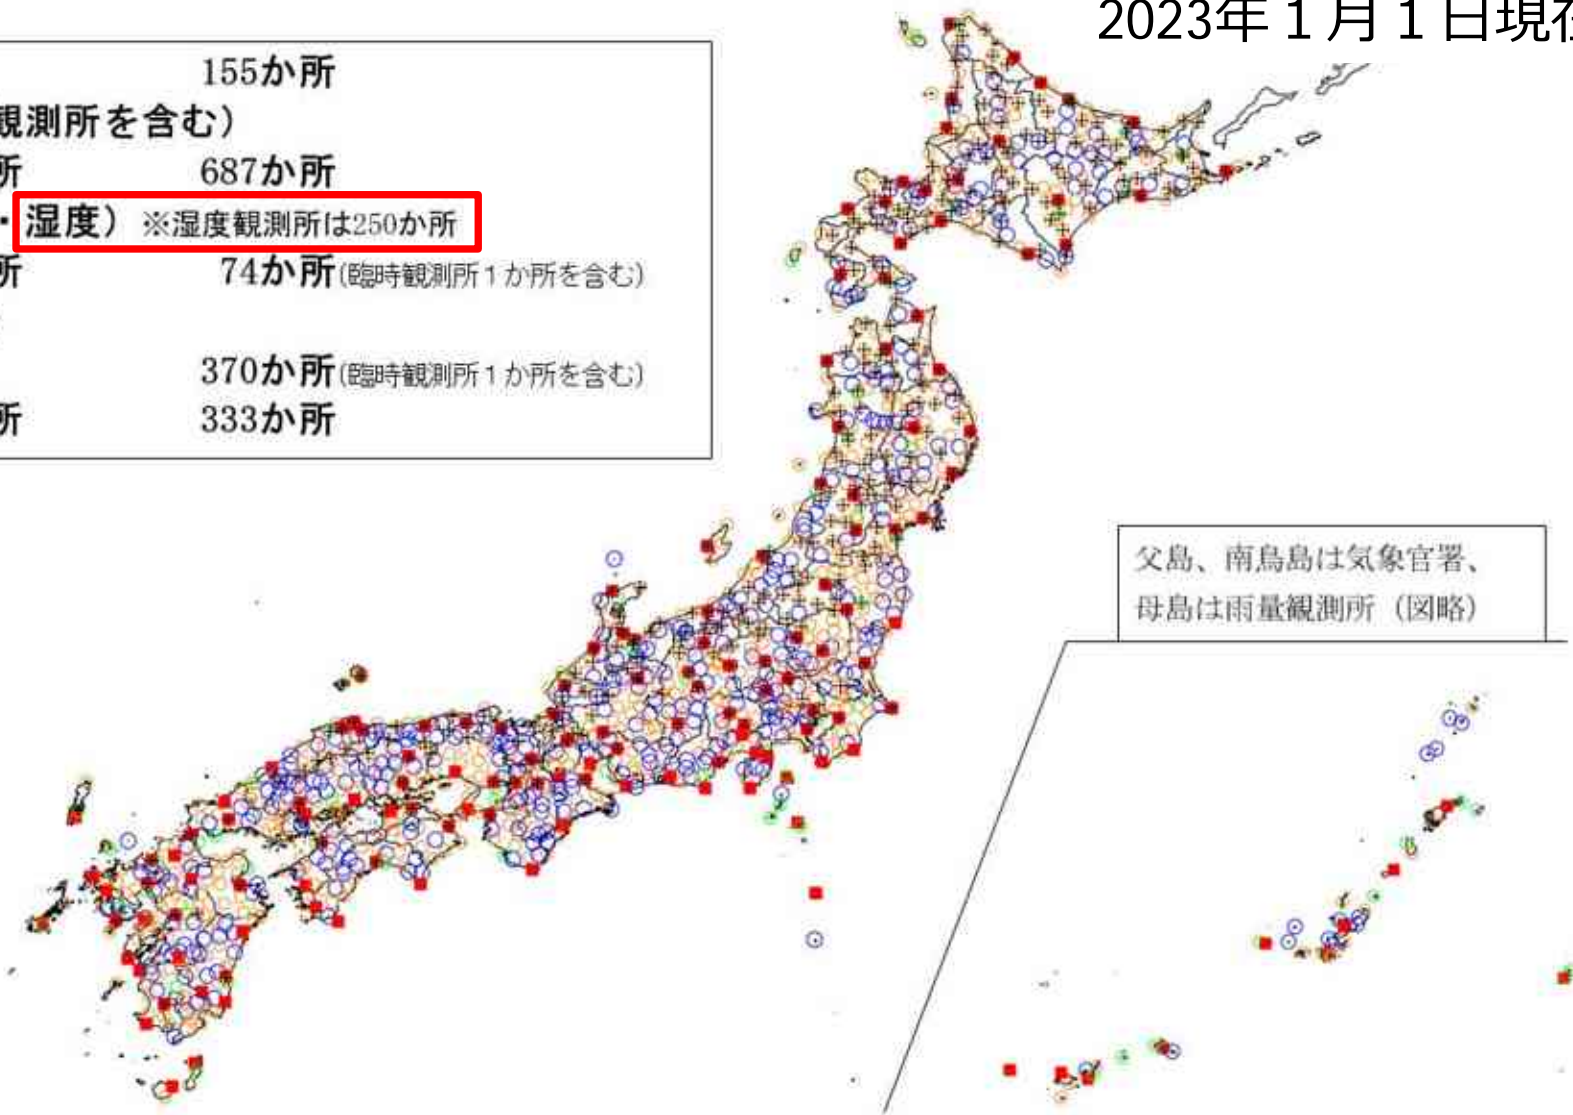 2023年１月１日現在
155か所
観測所を含む）
所 687か所
・湿度）※湿度観測所は250か所
所 74か所(臨時観測所１か所を含む)
370か所(臨時観測所１か所を含む)
所 333か所
父島、南鳥島は気象官署、
母島は雨量観測所（図略）